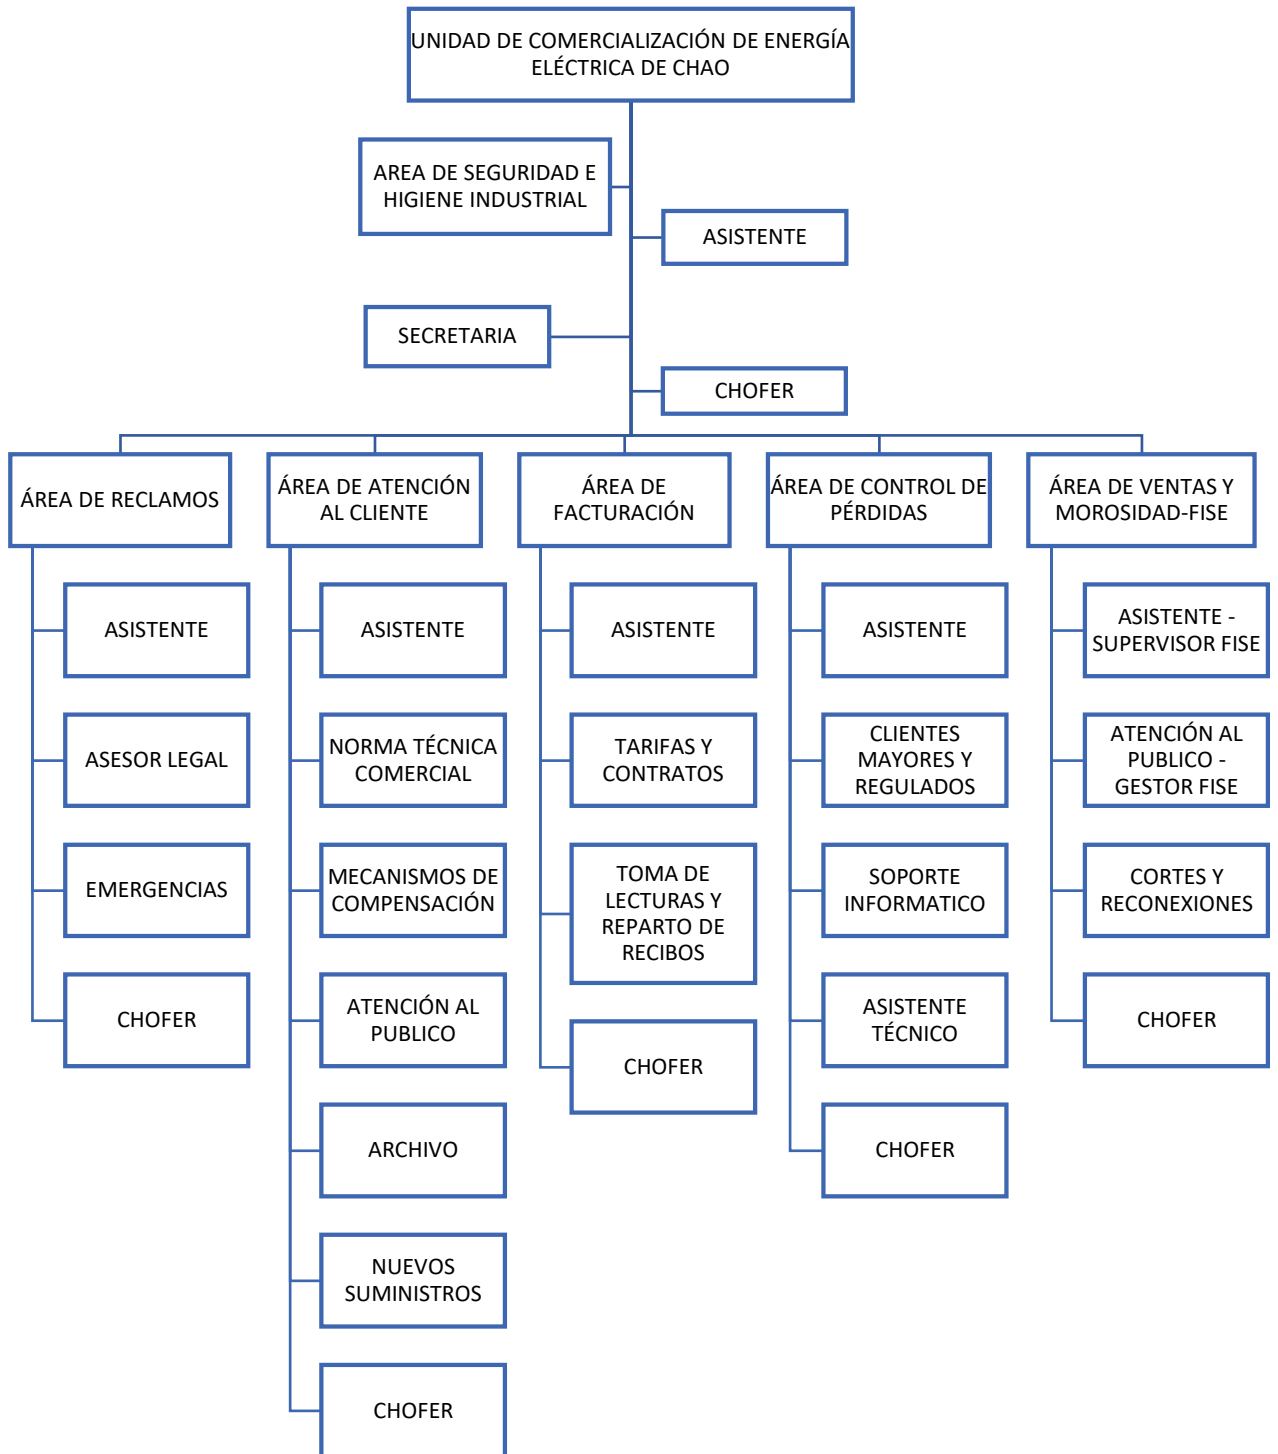 UNIDAD DE COMERCIALIZACIÓN DE ENERGÍA
ELÉCTRICA DE CHAO
AREA DE SEGURIDAD E
HIGIENE INDUSTRIAL
ASISTENTE
SECRETARIA
CHOFER
ÁREA DE RECLAMOS
ASISTENTE
ASESOR LEGAL
EMERGENCIAS
CHOFER
ÁREA DE ATENCIÓN
AL CLIENTE
ASISTENTE
NORMA TÉCNICA
COMERCIAL
MECANISMOS DE
COMPENSACIÓN
ATENCIÓN AL
PUBLICO
ARCHIVO
NUEVOS
SUMINISTROS
CHOFER
ÁREA DE
FACTURACIÓN
ASISTENTE
TARIFAS Y
CONTRATOS
TOMA DE
LECTURAS Y
REPARTO DE
RECIBOS
CHOFER
ÁREA DE CONTROL DE
PÉRDIDAS
ASISTENTE
CLIENTES
MAYORES Y
REGULADOS
SOPORTE
INFORMATICO
ASISTENTE
TÉCNICO
CHOFER
ÁREA DE VENTAS Y
MOROSIDAD-FISE
ASISTENTE -
SUPERVISOR FISE
ATENCIÓN AL
PUBLICO -
GESTOR FISE
CORTES Y
RECONEXIONES
CHOFER